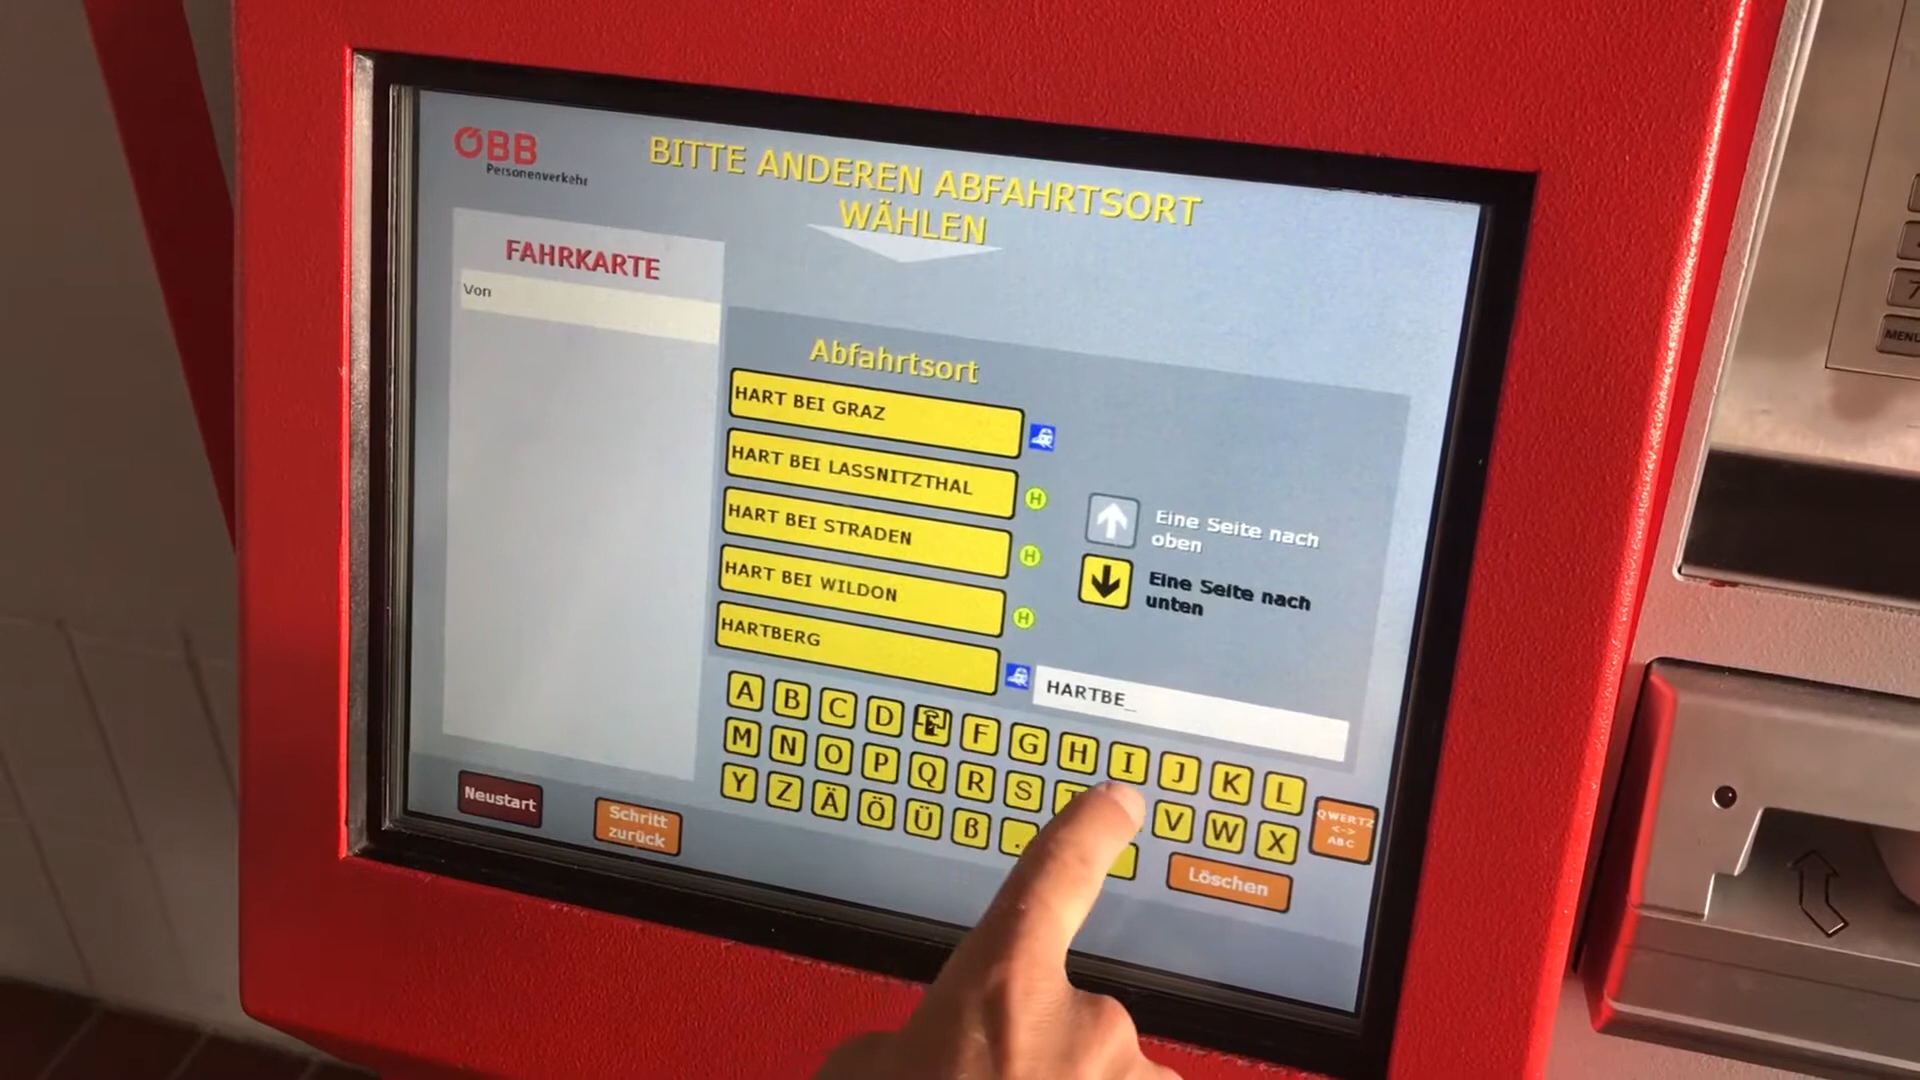 ÖBB
Personenverkehr
BITTE ANDEREN ABFAHRTSORT
WÄHLEN
FAHRKARTE
Von
Abfahrtsort
HART BEI GRAZ
HART BEI LASSNITZTHAL
H
HART BEI STRADEN
H
HART BEI WILDON
H
HARTBERG
Eine Seite nach
oben
Eine Seite nach
unten
HARTBE_
A B C D F G H I J K L
M N O P Q R S T V W X
Y Z Ä Ö Ü ß .
QWERTZ
<->
ABC
Löschen
Neustart
Schritt
zurück
7
MENU